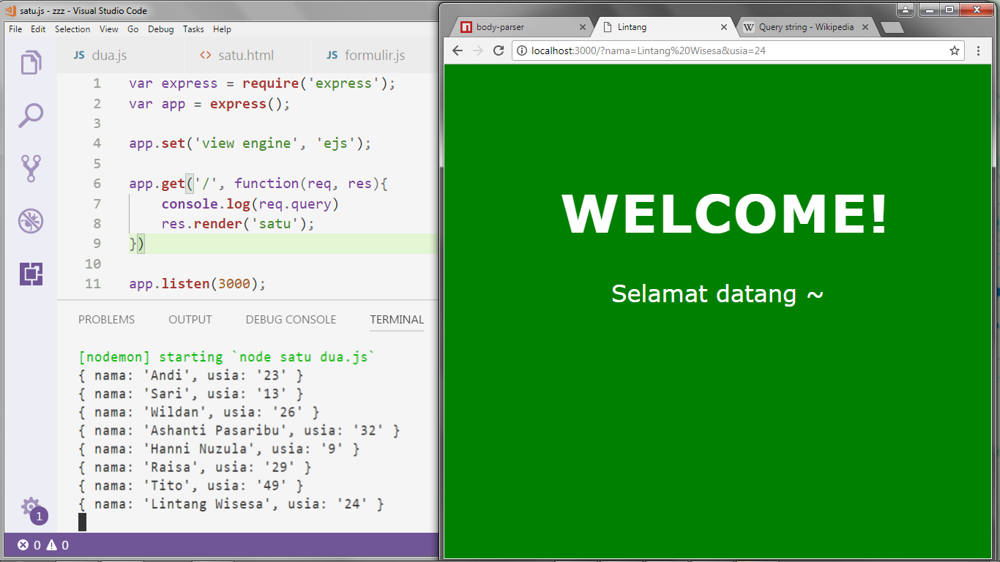 satu.js - zzz - Visual Studio Code
File Edit Selection View Go Debug Tasks Help
JS dua.js <> satu.html JS formulir.js
1 var express = require('express');
2 var app = express();
3
4 app.set('view engine', 'ejs');
5
6 app.get('/', function(req, res){
7 console.log(req.query)
8 res.render('satu');
9 })
10
11 app.listen(3000);
PROBLEMS OUTPUT DEBUG CONSOLE TERMINAL
[nodemon] starting `node satu dua.js`
{ nama: 'Andi', usia: '23' }
{ nama: 'Sari', usia: '13' }
{ nama: 'Wildan', usia: '26' }
{ nama: 'Ashanti Pasaribu', usia: '32' }
{ nama: 'Hanni Nuzula', usia: '9' }
{ nama: 'Raisa', usia: '29' }
{ nama: 'Tito', usia: '49' }
{ nama: 'Lintang Wisesa', usia: '24' }
1
0 0
body-parser Lintang W Query string - Wikipedia
localhost:3000/?nama=Lintang%20Wisesa&usia=24
WELCOME!
Selamat datang ~